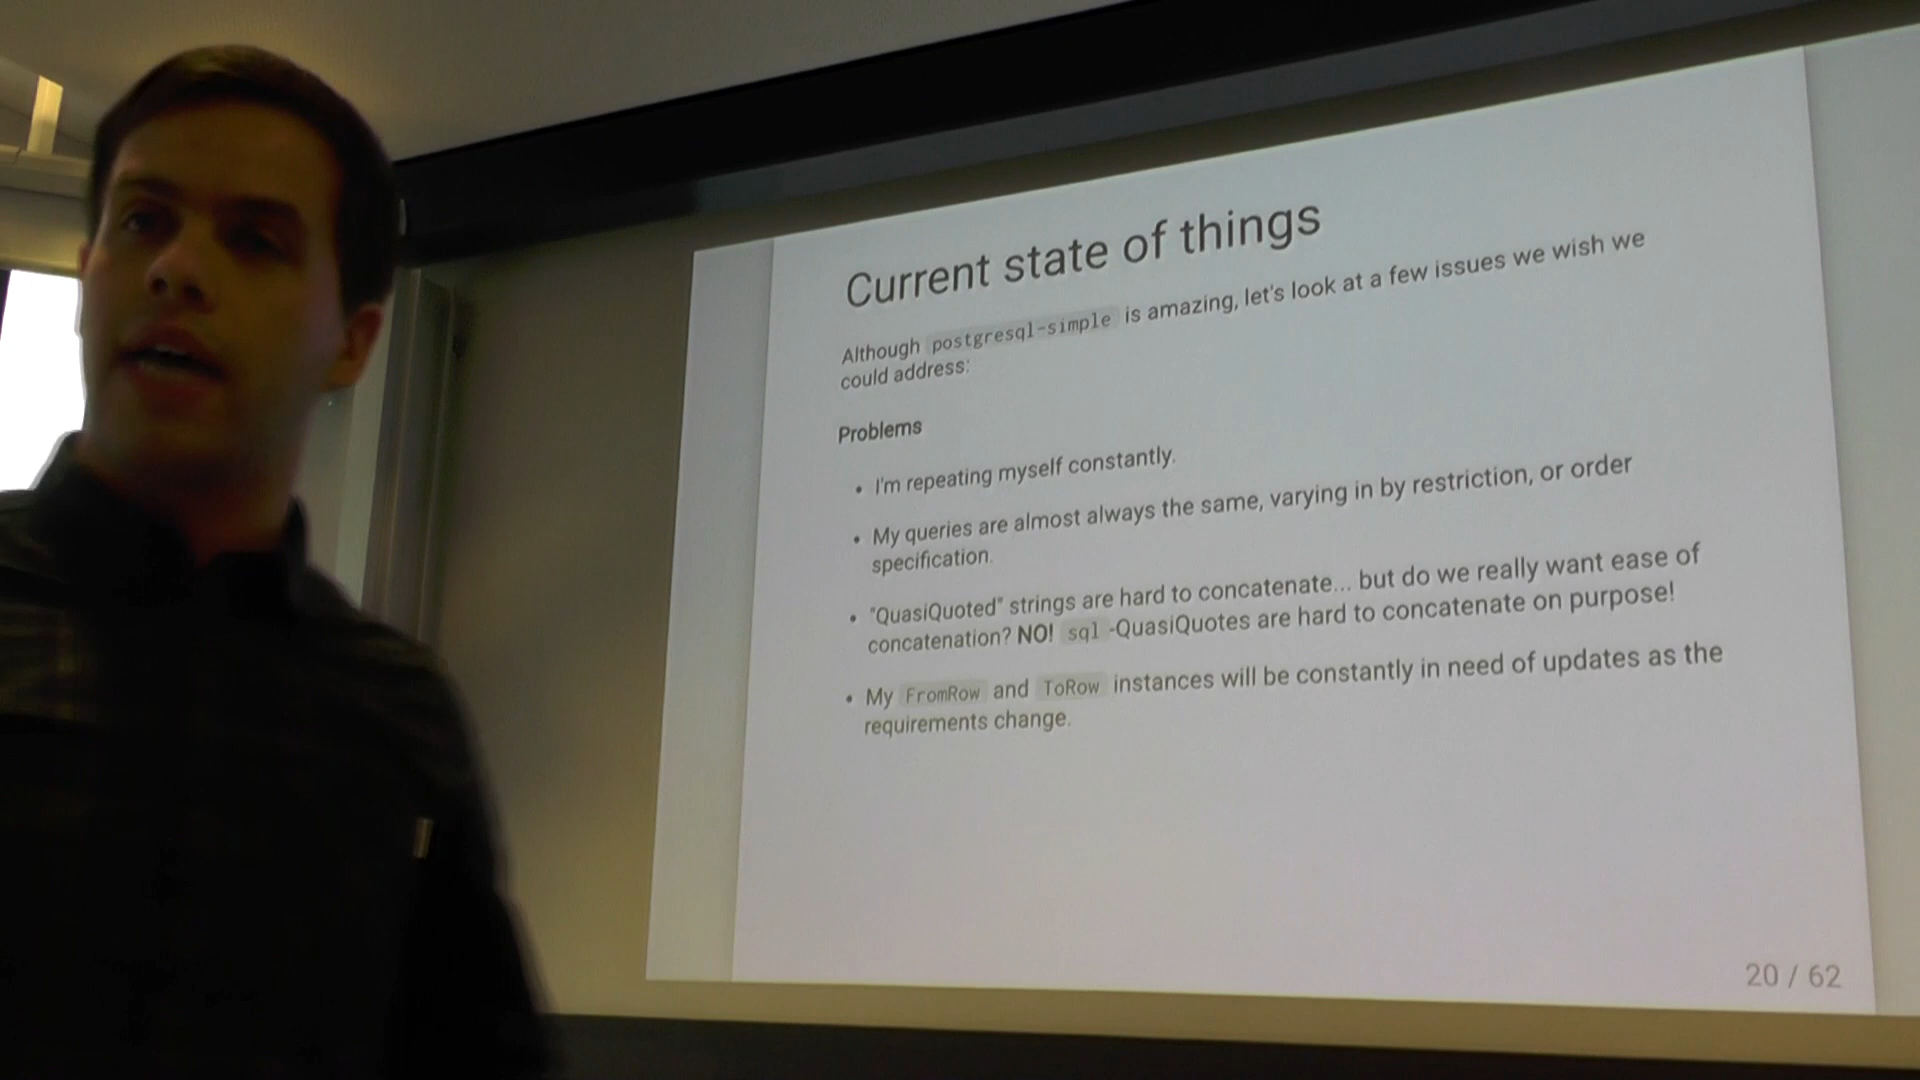 Current state of things
Although postgresql-simple is amazing, let's look at a few issues we wish we
could address:
Problems
• I'm repeating myself constantly.
• My queries are almost always the same, varying in by restriction, or order
specification.
• "QuasiQuoted" strings are hard to concatenate... but do we really want ease of
concatenation? NO! sql -QuasiQuotes are hard to concatenate on purpose!
• My FromRow and ToRow instances will be constantly in need of updates as the
requirements change.
20 / 62